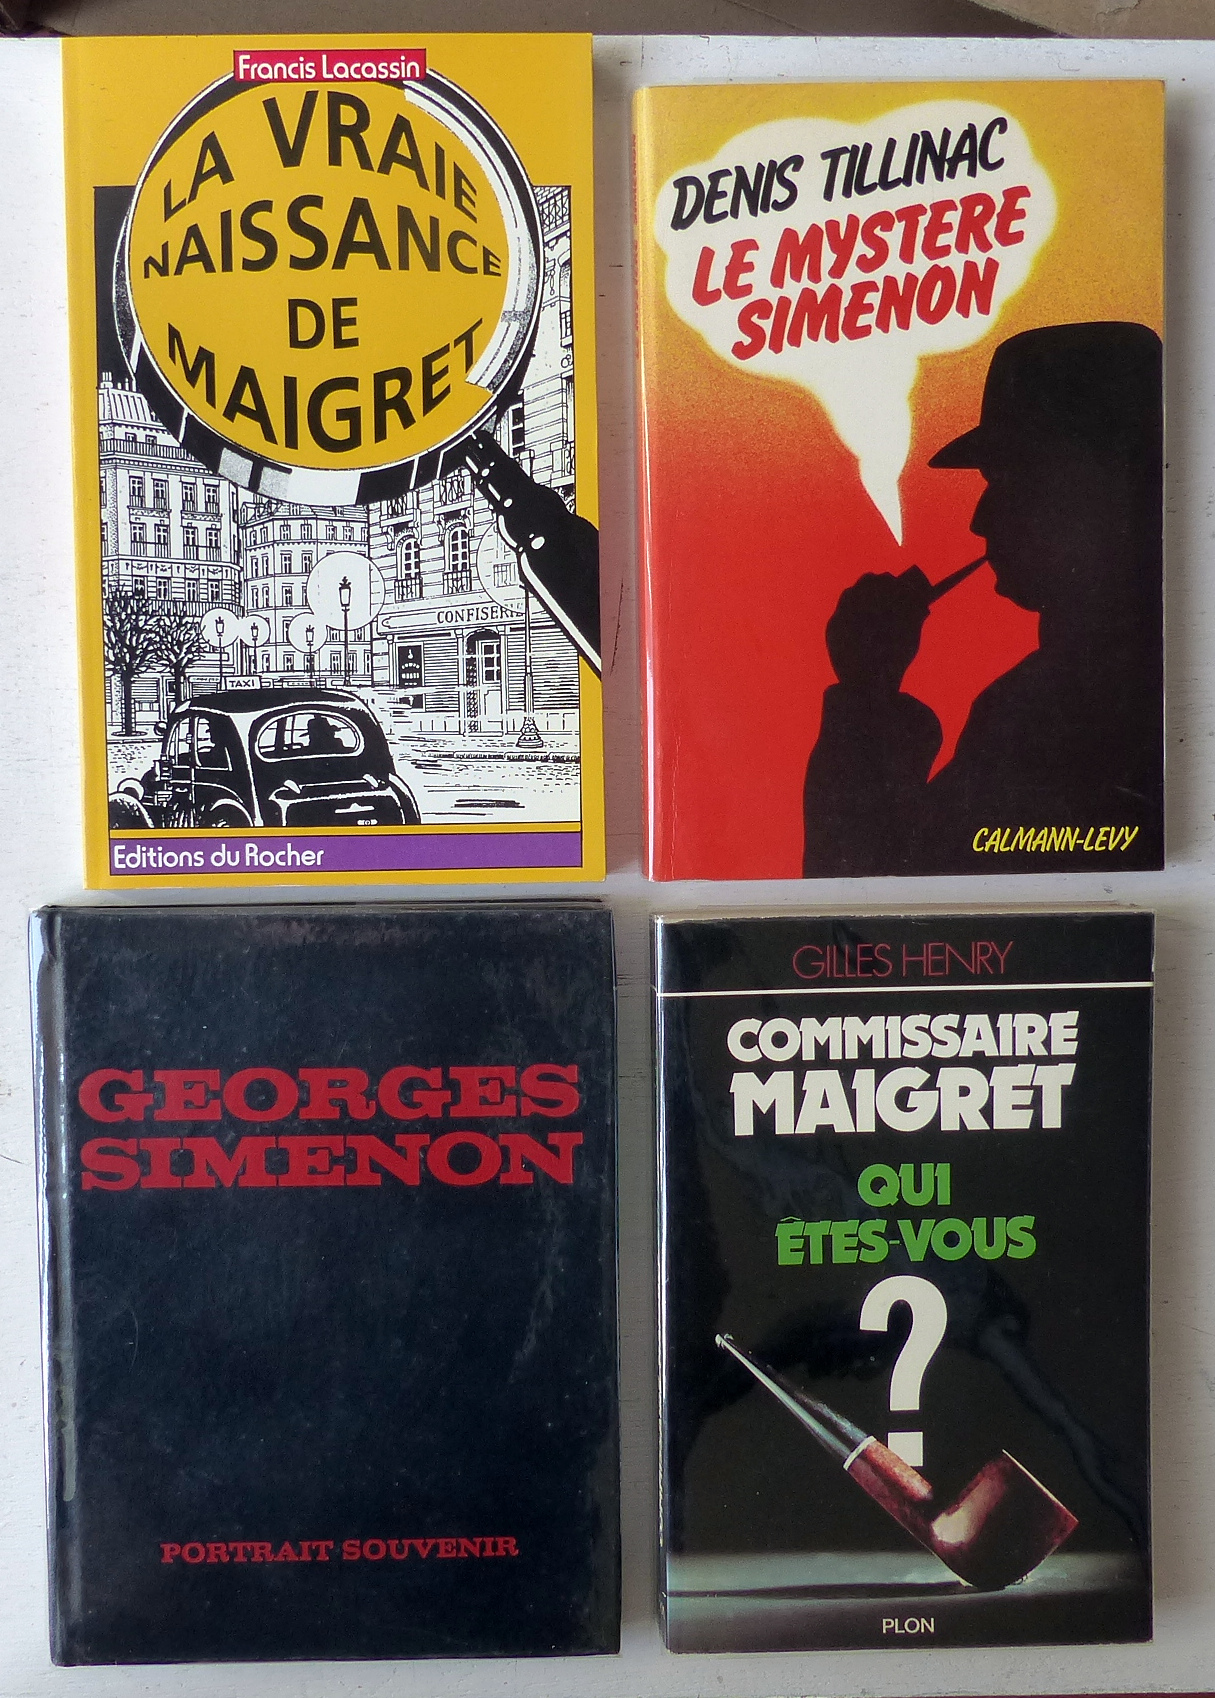 Francis Lacassin
LA VRAIE
NAISSANCE
DE
MAIGRET
CONFISERIE
TAXI
Editions du Rocher
DENIS TILLINAC
LE MYSTERE
SIMENON
CALMANN-LEVY
GEORGES
SIMENON
PORTRAIT SOUVENIR
GILLES HENRY
COMMISSAIRE
MAIGRET
QUI
ÊTES-VOUS
?
PLON